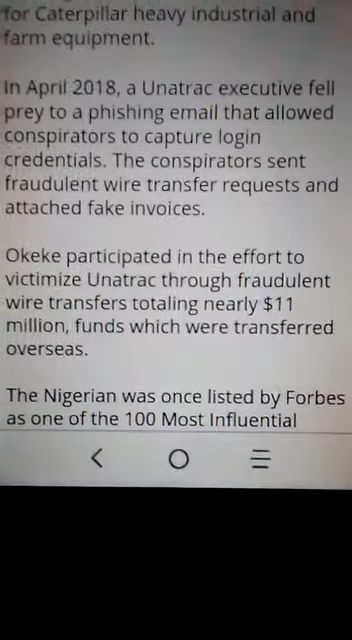 for Caterpillar heavy industrial and
farm equipment.
In April 2018, a Unatrac executive fell
prey to a phishing email that allowed
conspirators to capture login
credentials. The conspirators sent
fraudulent wire transfer requests and
attached fake invoices.
Okeke participated in the effort to
victimize Unatrac through fraudulent
wire transfers totaling nearly $11
million, funds which were transferred
overseas.
The Nigerian was once listed by Forbes
as one of the 100 Most Influential